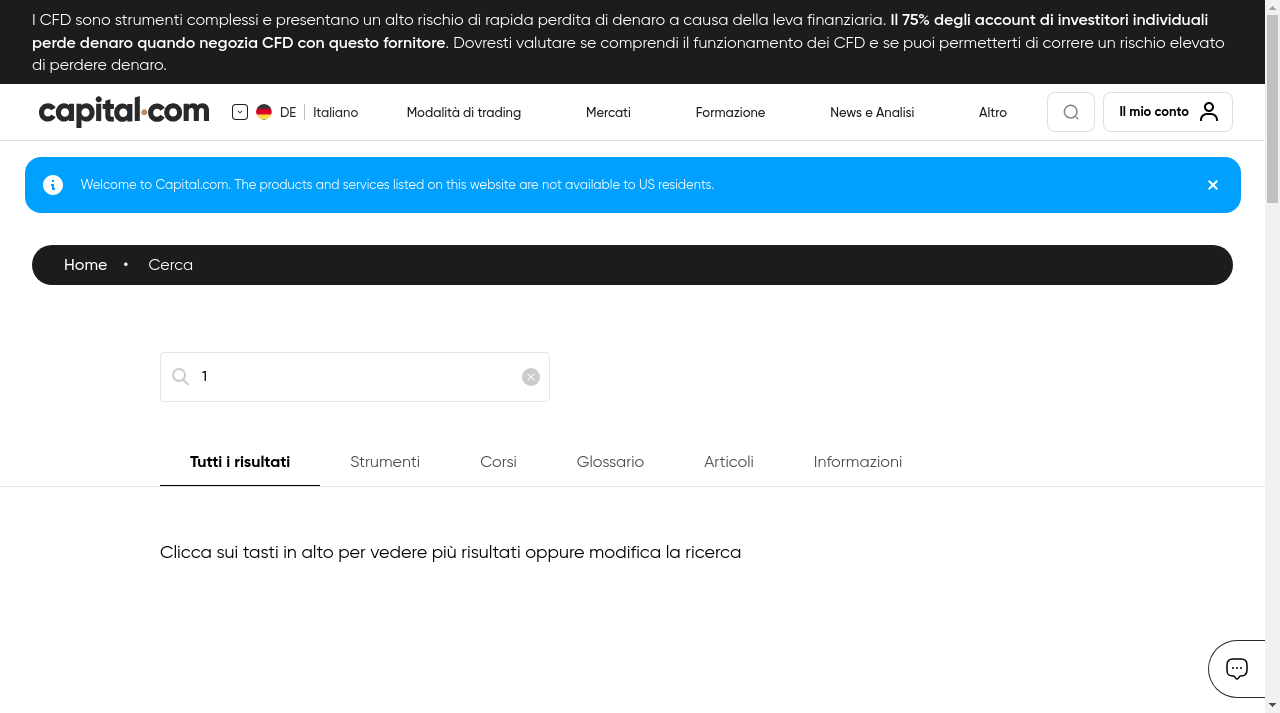 I CFD sono strumenti complessi e presentano un alto rischio di rapida perdita di denaro a causa della leva finanziaria. Il 75% degli account di investitori individuali
perde denaro quando negozia CFD con questo fornitore. Dovresti valutare se comprendi il funzionamento dei CFD e se puoi permetterti di correre un rischio elevato
di perdere denaro.
capital.com DE Italiano Modalità di trading Mercati Formazione News e Analisi Altro Il mio conto
Welcome to Capital.com. The products and services listed on this website are not available to US residents.
Home • Cerca
1
Tutti i risultati Strumenti Corsi Glossario Articoli Informazioni
Clicca sui tasti in alto per vedere più risultati oppure modifica la ricerca